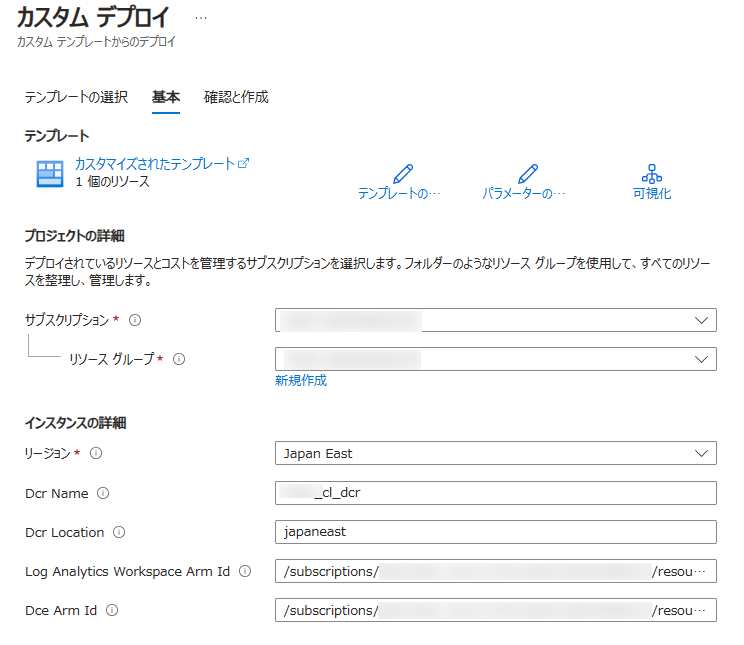 カスタム デプロイ …
カスタム テンプレートからのデプロイ
テンプレートの選択 基本 確認と作成
テンプレート
カスタマイズされたテンプレート
1 個のリソース
テンプレートの… パラメーターの… 可視化
プロジェクトの詳細
デプロイされているリソースとコストを管理するサブスクリプションを選択します。フォルダーのようなリソース グループを使用して、すべてのリソー
スを整理し、管理します。
サブスクリプション *
リソース グループ *
新規作成
インスタンスの詳細
リージョン * Japan East
Dcr Name _cl_dcr
Dcr Location japaneast
Log Analytics Workspace Arm Id /subscriptions/ /resou…
Dce Arm Id /subscriptions/ /resou…